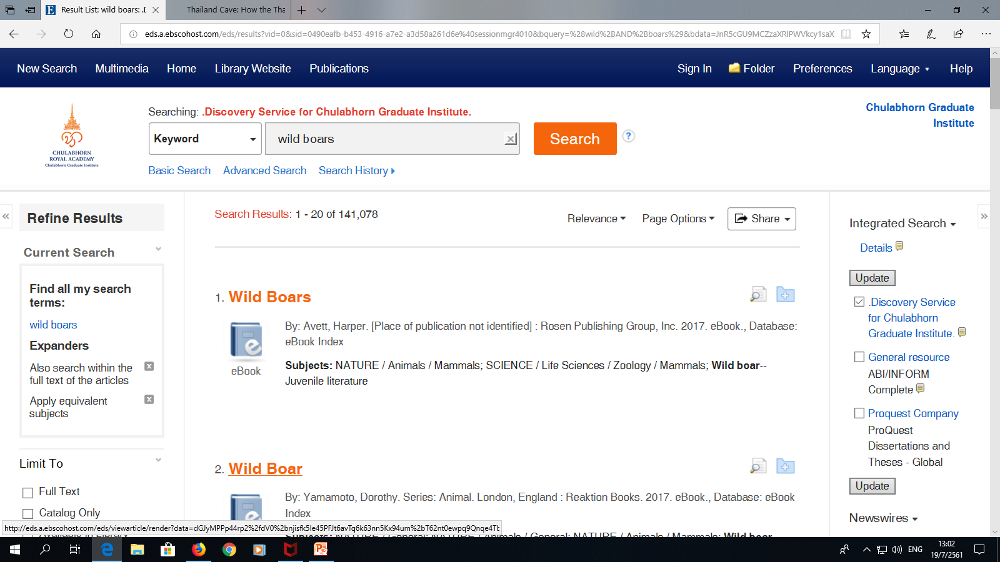 Result List: wild boars: .D
Thailand Cave: How the Tha
eds.a.ebscohost.com/eds/results?vid=0&sid=0490eafb-b453-4916-a7e2-a3d58a261d6e%40sessionmgr4010&bquery=%28wild%2BAND%2Bboars%29&bdata=JnR5cGU9MCZzaXRlPWVkcy1saX
New Search Multimedia Home Library Website Publications Sign In Folder Preferences Language Help
CHULABHORN
ROYAL ACADEMY
Chulabhorn Graduate Institute
Searching: .Discovery Service for Chulabhorn Graduate Institute.
Keyword wild boars Search ?
Basic Search Advanced Search Search History
Chulabhorn Graduate
Institute
Refine Results
Current Search
Find all my search
terms:
wild boars
Expanders
Also search within the
full text of the articles
Apply equivalent
subjects
Limit To
Full Text
Catalog Only
Search Results: 1 - 20 of 141,078
Relevance Page Options Share
1. Wild Boars
eBook
By: Avett, Harper. [Place of publication not identified] : Rosen Publishing Group, Inc. 2017. eBook., Database:
eBook Index
Subjects: NATURE / Animals / Mammals; SCIENCE / Life Sciences / Zoology / Mammals; Wild boar--
Juvenile literature
2. Wild Boar
By: Yamamoto, Dorothy. Series: Animal. London, England : Reaktion Books. 2017. eBook., Database: eBook
Index
Integrated Search
Details
Update
.Discovery Service
for Chulabhorn
Graduate Institute.
General resource
ABI/INFORM
Complete
Proquest Company
ProQuest
Dissertations and
Theses - Global
Update
Newswires
http://eds.a.ebscohost.com/eds/viewarticle/render?data=dGJyMPPp44rp2%2fdV0%2bnjisfk5Ie45PFJt6avTq6k63nn5Kx94um%2bT62nt0ewpq9Qnqe4Tb
ENG
13:02
19/7/2561